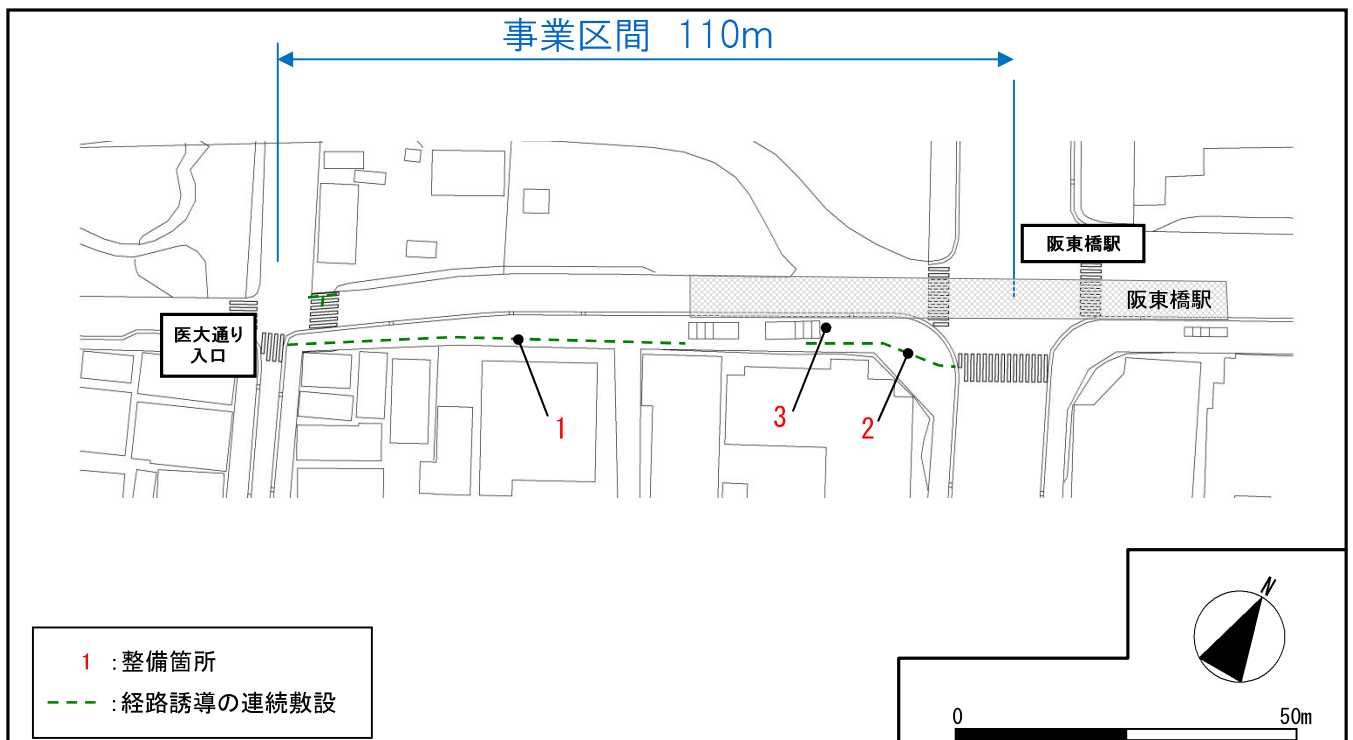 事業区間 110m
阪東橋駅
阪東橋駅
医大通り
入口
1
3
2
N
1 :整備箇所
:経路誘導の連続敷設
0 50m